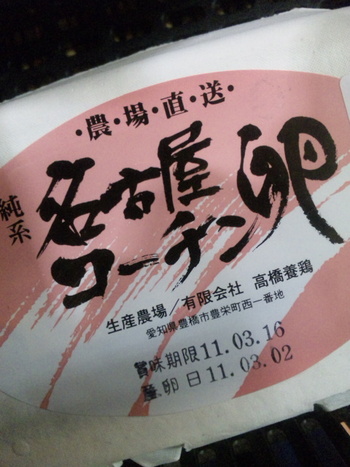 ・農・場・直・送・
純系
名古屋
コーチン卵
生産農場/有限会社 高橋養鶏
愛知県豊橋市豊栄町西一番地
賞味期限11.03.16
産卵日11.03.02